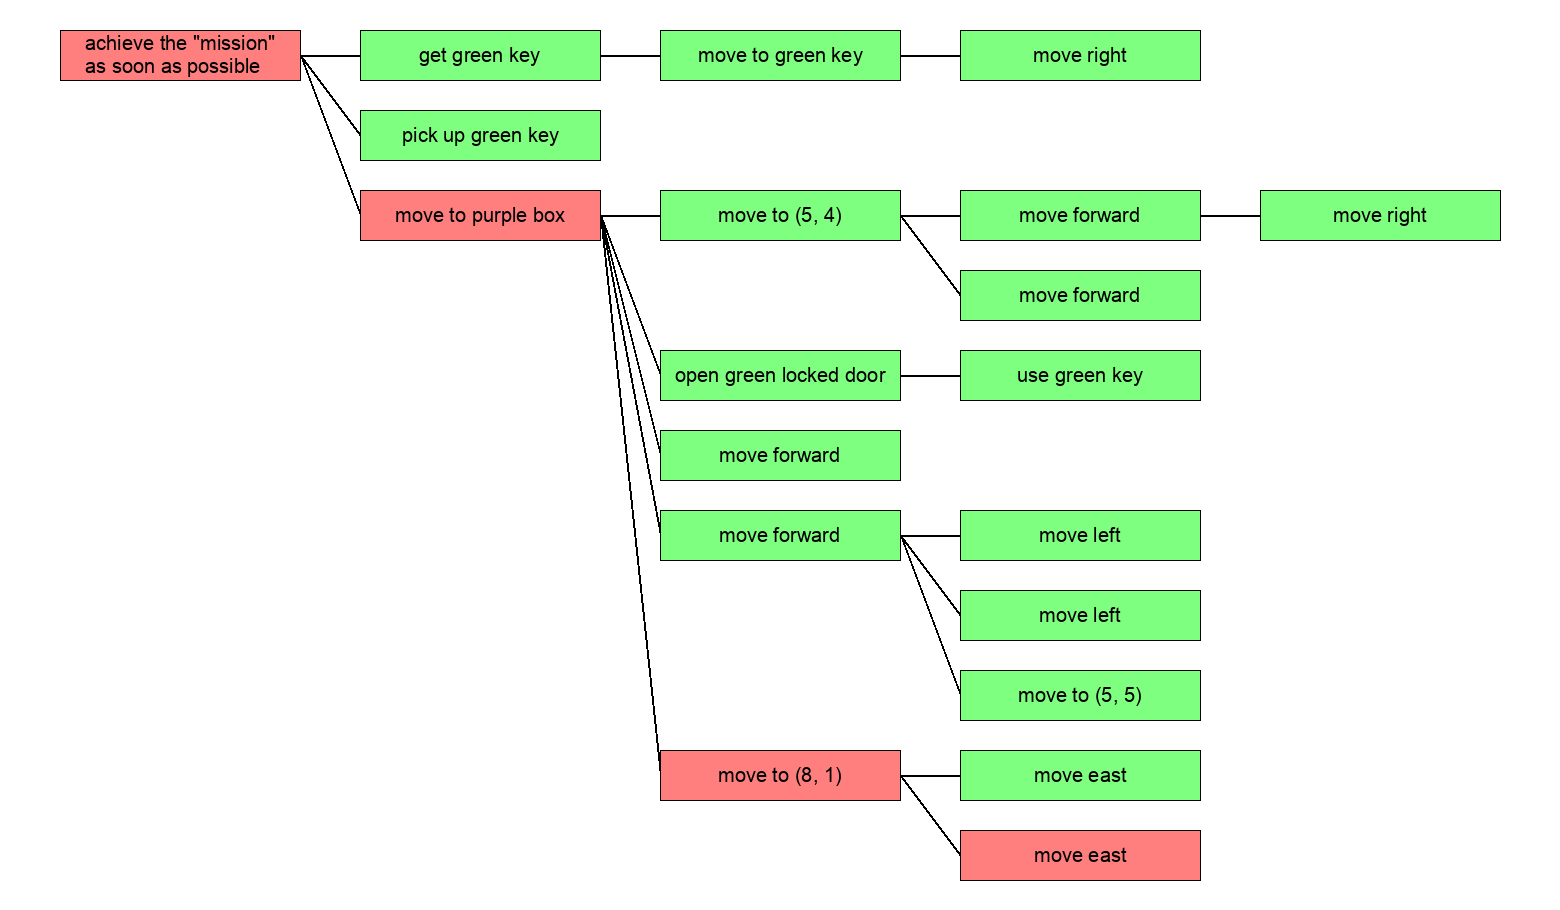 achieve the "mission"
as soon as possible
get green key
move to green key
move right
pick up green key
move to purple box
move to (5, 4)
move forward
move right
move forward
open green locked door
use green key
move forward
move forward
move left
move left
move to (5, 5)
move to (8, 1)
move east
move east